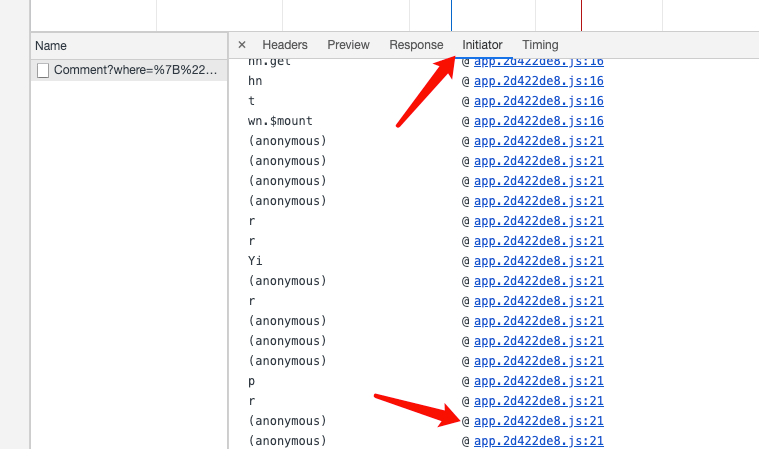 Name
× Headers Preview Response Initiator Timing
Comment?where=%7B%22…
hn.get @ app.2d422de8.js:16
hn @ app.2d422de8.js:16
t @ app.2d422de8.js:16
wn.$mount @ app.2d422de8.js:16
(anonymous) @ app.2d422de8.js:21
(anonymous) @ app.2d422de8.js:21
(anonymous) @ app.2d422de8.js:21
(anonymous) @ app.2d422de8.js:21
r @ app.2d422de8.js:21
r @ app.2d422de8.js:21
Yi @ app.2d422de8.js:21
(anonymous) @ app.2d422de8.js:21
r @ app.2d422de8.js:21
(anonymous) @ app.2d422de8.js:21
(anonymous) @ app.2d422de8.js:21
(anonymous) @ app.2d422de8.js:21
p @ app.2d422de8.js:21
r @ app.2d422de8.js:21
(anonymous) @ app.2d422de8.js:21
(anonymous) @ app.2d422de8.js:21